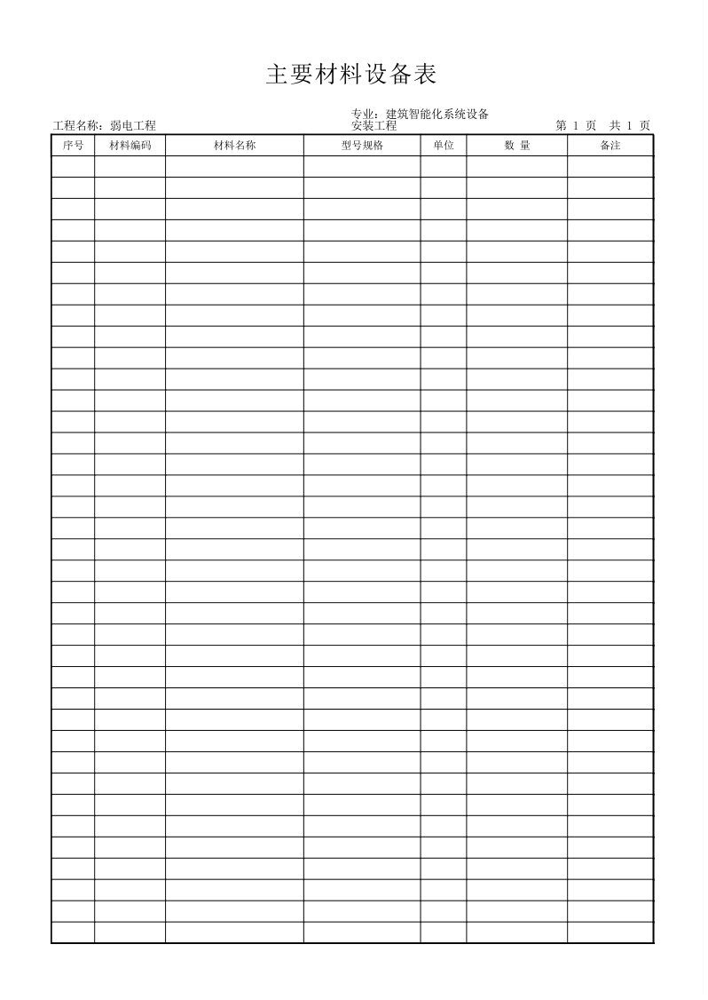 主要材料设备表
专业：建筑智能化系统设备
工程名称：弱电工程 安装工程 第 1 页 共 1 页
序号 材料编码 材料名称 型号规格 单位 数 量 备注